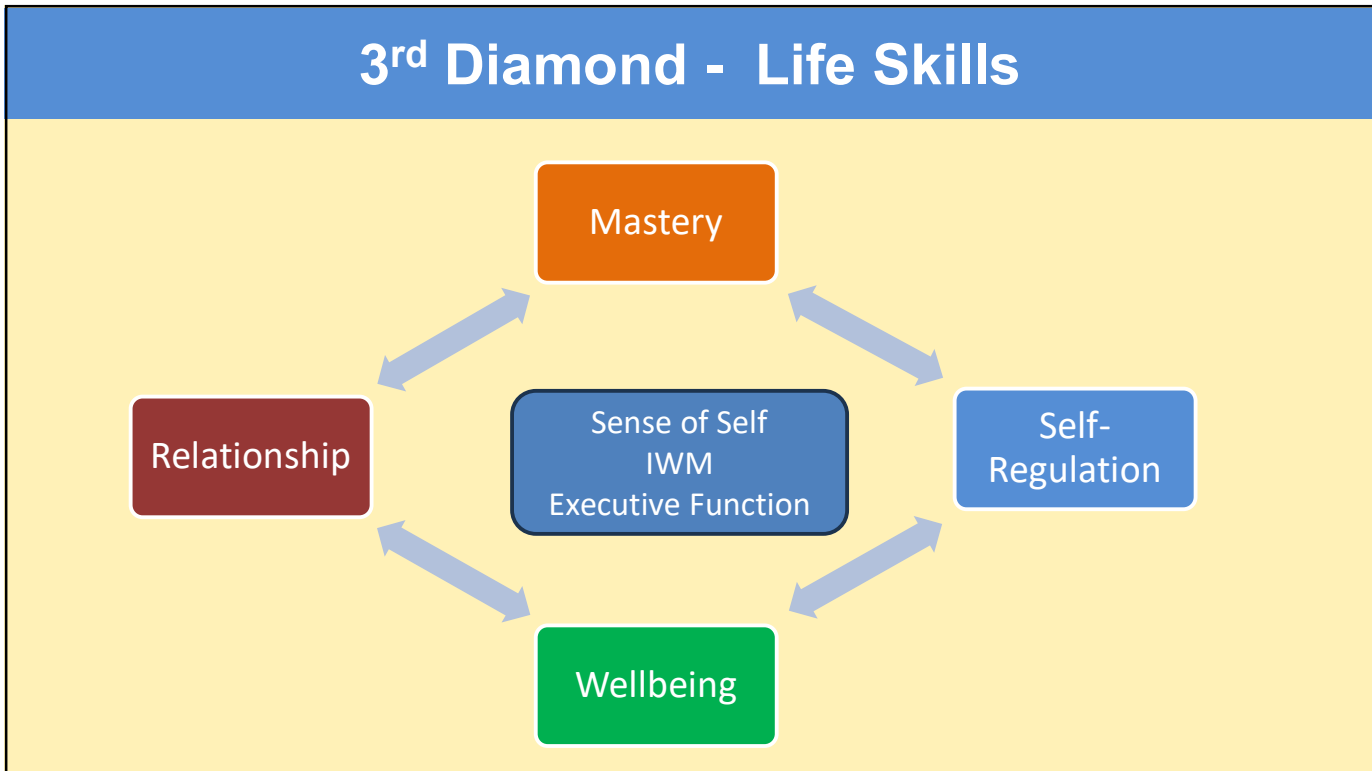 3rd Diamond - Life Skills
Mastery
Relationship
Sense of Self
IWM
Executive Function
Self-
Regulation
Wellbeing